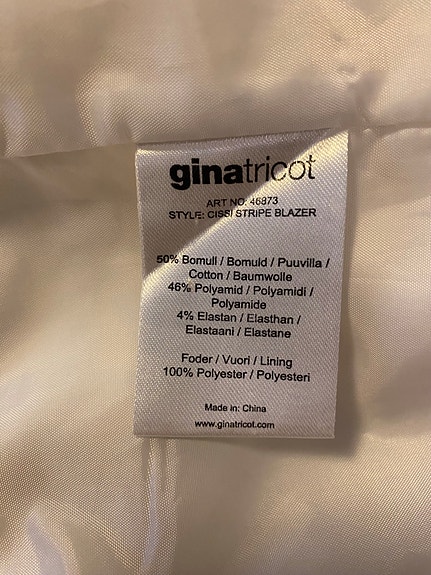 ginatricot
ART NO: 46873
STYLE: CISSI STRIPE BLAZER
50% Bomull / Bomuld / Puuvilla /
Cotton / Baumwolle
46% Polyamid / Polyamidi /
Polyamide
4% Elastan / Elasthan /
Elastaani / Elastane
Foder / Vuori / Lining
100% Polyester / Polyesteri
Made in: China
www.ginatricot.com